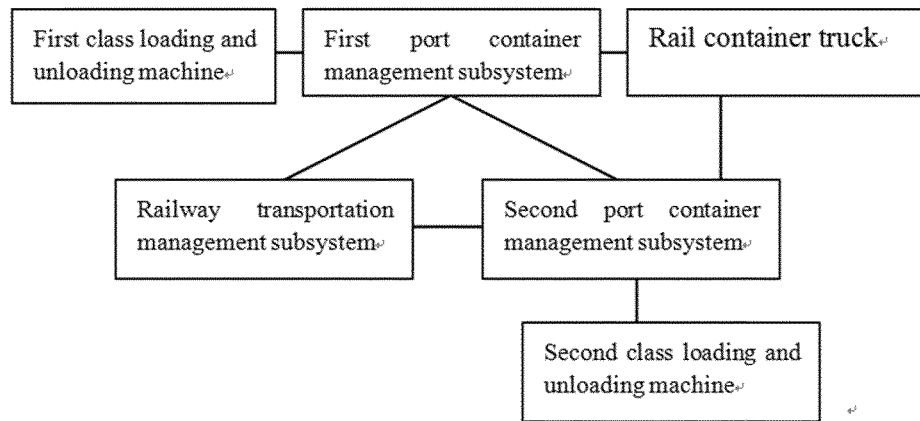 First class loading and
unloading machine↵
First port container
management subsystem↵
Rail container truck↵
Railway transportation
management subsystem↵
Second port container
management subsystem↵
Second class loading and
unloading machine↵
↵